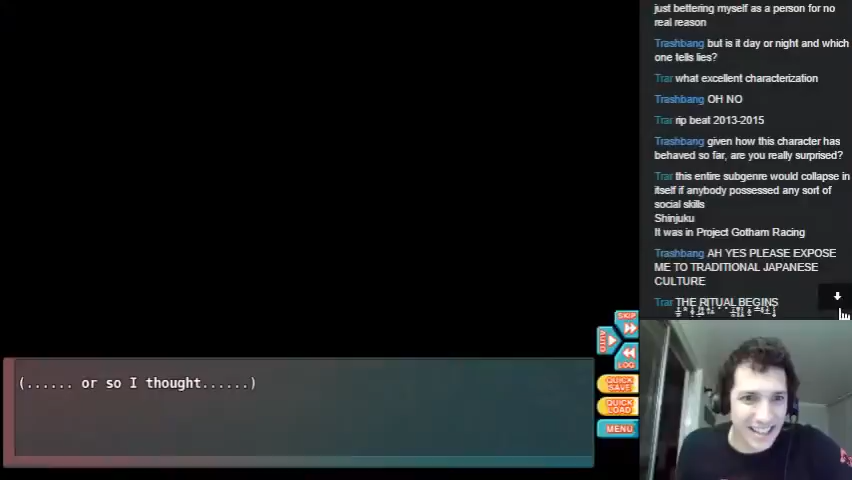 just bettering myself as a person for no
real reason
Trashbang but is it day or night and which
one tells lies?
Trar what excellent characterization
Trashbang OH NO
Trar rip beat 2013-2015
Trashbang given how this character has
behaved so far, are you really surprised?
Trar this entire subgenre would collapse in
itself if anybody possessed any sort of
social skills
Shinjuku
It was in Project Gotham Racing
Trashbang AH YES PLEASE EXPOSE
ME TO TRADITIONAL JAPANESE
CULTURE
Trar THE RITUAL BEGINS
SKIP
AUTO
LOG
QUICK
SAVE
QUICK
LOAD
MENU
(...... or so I thought......)